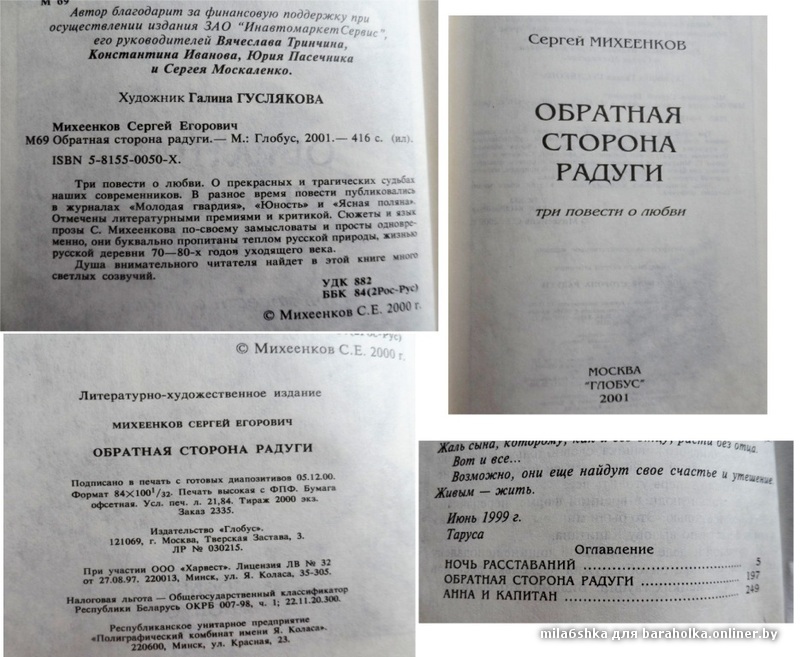 М 69
Автор благодарит за финансовую поддержку при
осуществлении издания ЗАО "ИнавтомаркетСервис",
его руководителей Вячеслава Тринчина,
Константина Иванова, Юрия Пасечника
и Сергея Москаленко.
Художник Галина ГУСЛЯКОВА
Михеенков Сергей Егорович
М69 Обратная сторона радуги.— М.: Глобус, 2001.— 416 с. (ил).
ISBN 5-8155-0050-X.
Три повести о любви. О прекрасных и трагических судьбах
наших современников. В разное время повести публиковались
в журналах «Молодая гвардия», «Юность» и «Ясная поляна».
Отмечены литературными премиями и критикой. Сюжеты и язык
прозы С. Михеенкова по-своему замысловаты и просты одновре-
менно, они буквально пропитаны теплом русской природы, жизнью
русской деревни 70—80-х годов уходящего века.
Душа внимательного читателя найдет в этой книге много
светлых созвучий.
УДК 882
ББК 84(2Рос-Рус)
© Михеенков С.Е. 2000 г.
Сергей МИХЕЕНКОВ
ОБРАТНАЯ
СТОРОНА
РАДУГИ
три повести о любви
МОСКВА
"ГЛОБУС"
2001
© Михеенков С.Е. 2000 г.
Литературно-художественное издание
МИХЕЕНКОВ СЕРГЕЙ ЕГОРОВИЧ
ОБРАТНАЯ СТОРОНА РАДУГИ
Подписано в печать с готовых диапозитивов 05.12.00.
Формат 84×100¹/₃₂. Печать высокая с ФПФ. Бумага
офсетная. Усл. печ. л. 21,84. Тираж 2000 экз.
Заказ 2335.
Издательство «Глобус».
121069, г. Москва, Тверская Застава, 3.
ЛР № 030215.
При участии ООО «Харвест». Лицензия ЛВ № 32
от 27.08.97. 220013, Минск, ул. Я. Коласа, 35-305.
Налоговая льгота — Общегосударственный классификатор
Республики Беларусь ОКРБ 007-98, ч. 1; 22.11.20.300.
Республиканское унитарное предприятие
«Полиграфический комбинат имени Я. Коласа».
220600, Минск, ул. Красная, 23.
Жаль сына, которому, как и его отцу, расти без отца.
Вот и все...
Возможно, они еще найдут свое счастье и утешение
Живым — жить.
Июнь 1999 г.
Таруса
Оглавление
НОЧЬ РАССТАВАНИЙ ..... 5
ОБРАТНАЯ СТОРОНА РАДУГИ ..... 197
АННА И КАПИТАН ..... 249
mila6shka для baraholka.onliner.by